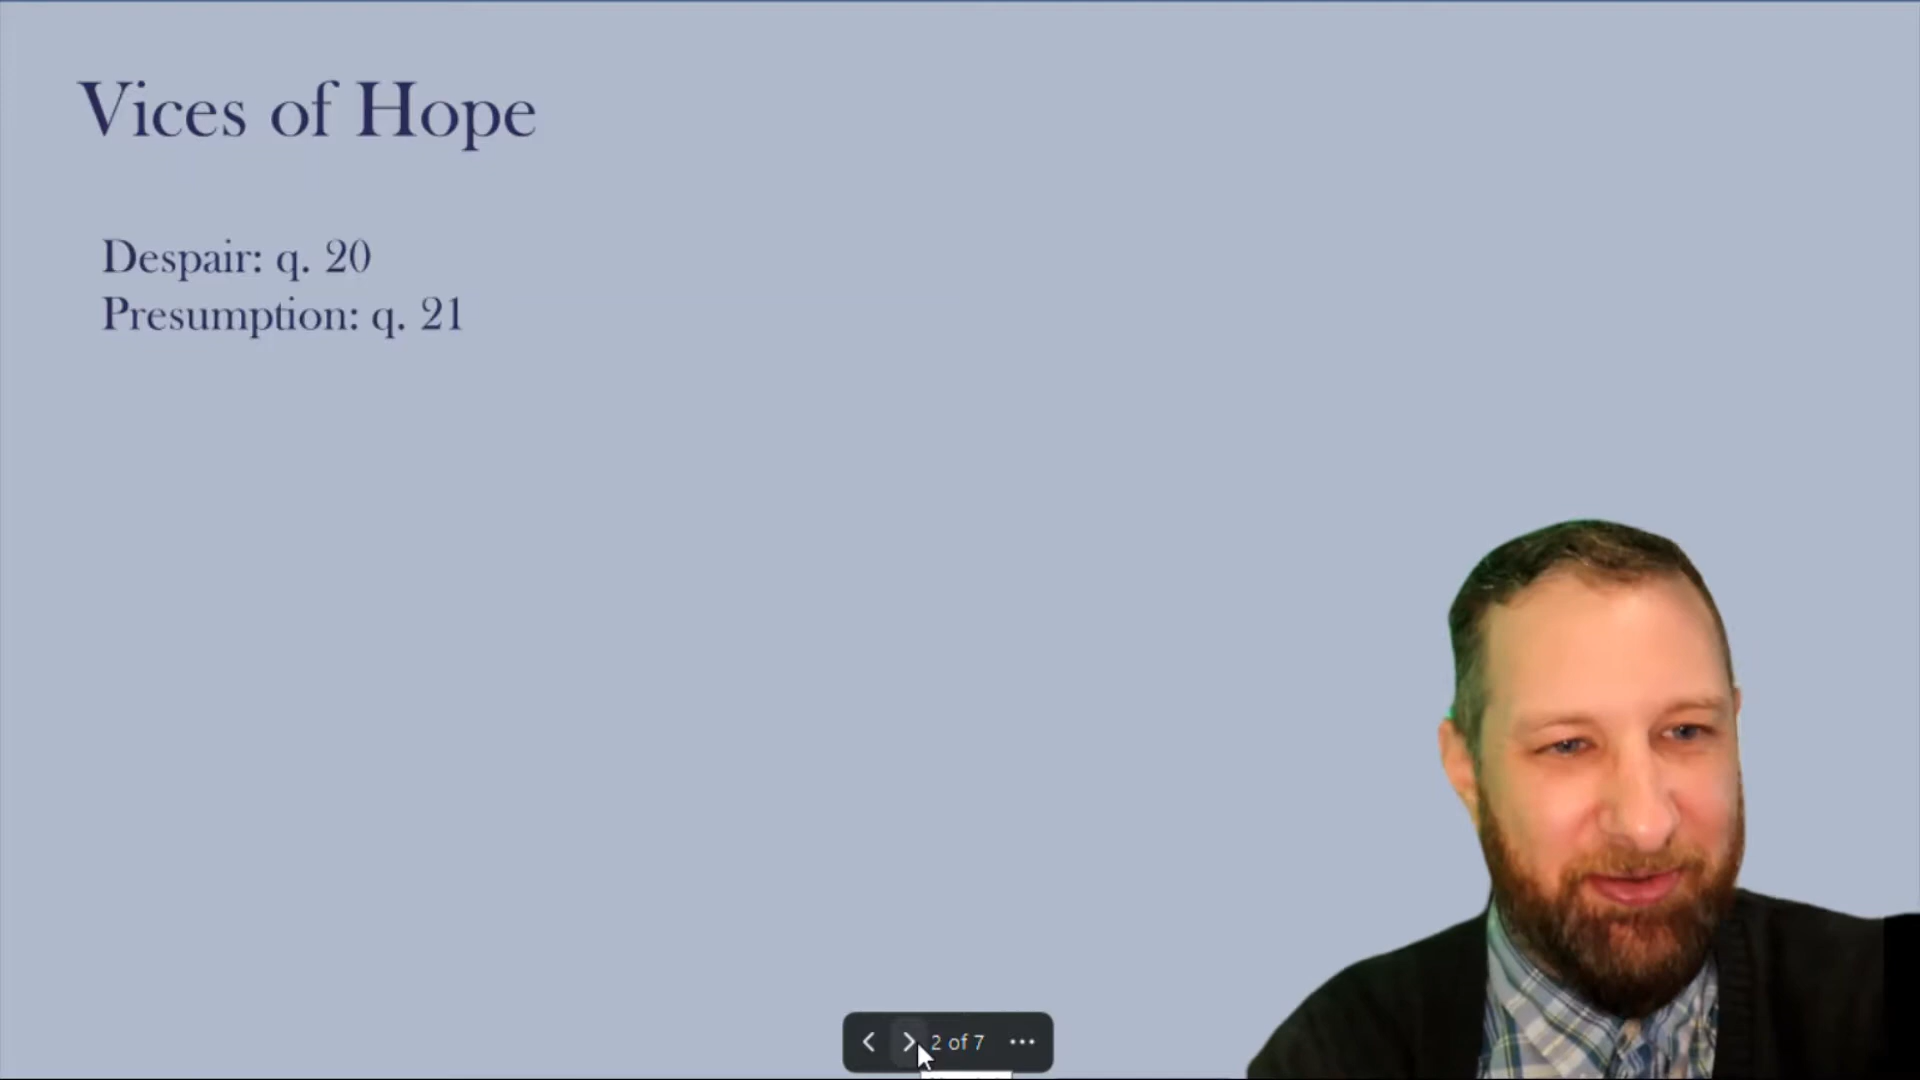 Vices of Hope
Despair: q. 20
Presumption: q. 21
2 of 7